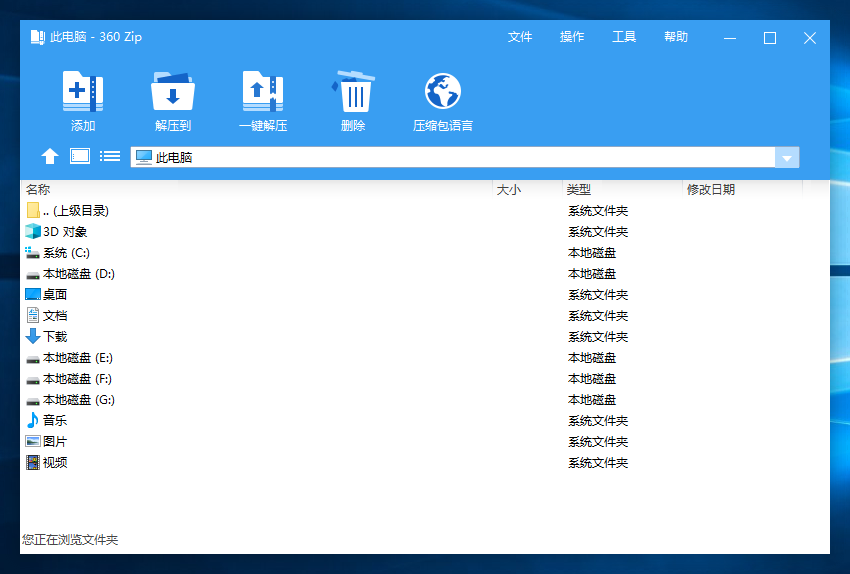 此电脑 - 360 Zip 文件 操作 工具 帮助
添加 解压到 一键解压 删除 压缩包语言
此电脑
名称 大小 类型 修改日期
.. (上级目录) 系统文件夹
3D 对象 系统文件夹
系统 (C:) 本地磁盘
本地磁盘 (D:) 本地磁盘
桌面 系统文件夹
文档 系统文件夹
下载 系统文件夹
本地磁盘 (E:) 本地磁盘
本地磁盘 (F:) 本地磁盘
本地磁盘 (G:) 本地磁盘
音乐 系统文件夹
图片 系统文件夹
视频 系统文件夹
您正在浏览文件夹